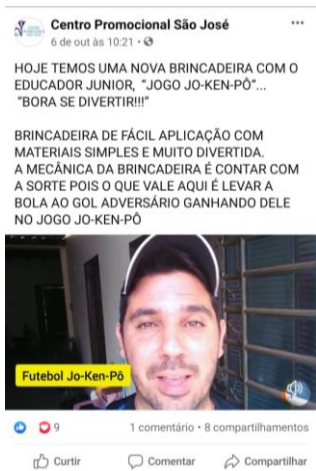 Centro Promocional São José
6 de out às 10:21 •
HOJE TEMOS UMA NOVA BRINCADEIRA COM O
EDUCADOR JUNIOR, “JOGO JO-KEN-PÔ”...
“BORA SE DIVERTIR!!!”
BRINCADEIRA DE FÁCIL APLICAÇÃO COM
MATERIAIS SIMPLES E MUITO DIVERTIDA.
A MECÂNICA DA BRINCADEIRA É CONTAR COM
A SORTE POIS O QUE VALE AQUI É LEVAR A
BOLA AO GOL ADVERSÁRIO GANHANDO DELE
NO JOGO JO-KEN-PÔ
Futebol Jo-Ken-Pô
9
1 comentário • 8 compartilhamentos
Curtir
Comentar
Compartilhar